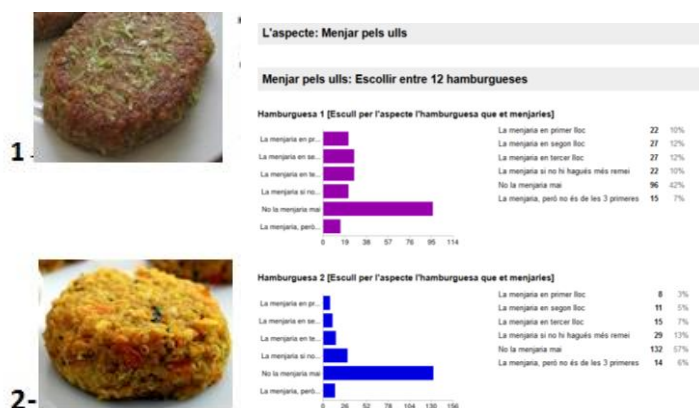 L'aspecte: Menjar pels ulls
Menjar pels ulls: Escollir entre 12 hamburgueses
1-
Hamburguesa 1 [Escull per l'aspecte l'hamburguesa que et menjaries]
La menjaria en pr...
La menjaria en se...
La menjaria en te...
La menjaria si no...
No la menjaria mai
La menjaria, però...
0 19 38 57 76 95 114
La menjaria en primer lloc 22 10%
La menjaria en segon lloc 27 12%
La menjaria en tercer lloc 27 12%
La menjaria si no hi hagués més remei 22 10%
No la menjaria mai 96 42%
La menjaria, però no és de les 3 primeres 15 7%
2-
Hamburguesa 2 [Escull per l'aspecte l'hamburguesa que et menjaries]
La menjaria en pr...
La menjaria en se...
La menjaria en te...
La menjaria si no...
No la menjaria mai
La menjaria, però...
0 26 52 78 104 130 156
La menjaria en primer lloc 8 3%
La menjaria en segon lloc 11 5%
La menjaria en tercer lloc 15 7%
La menjaria si no hi hagués més remei 29 13%
No la menjaria mai 132 57%
La menjaria, però no és de les 3 primeres 14 6%